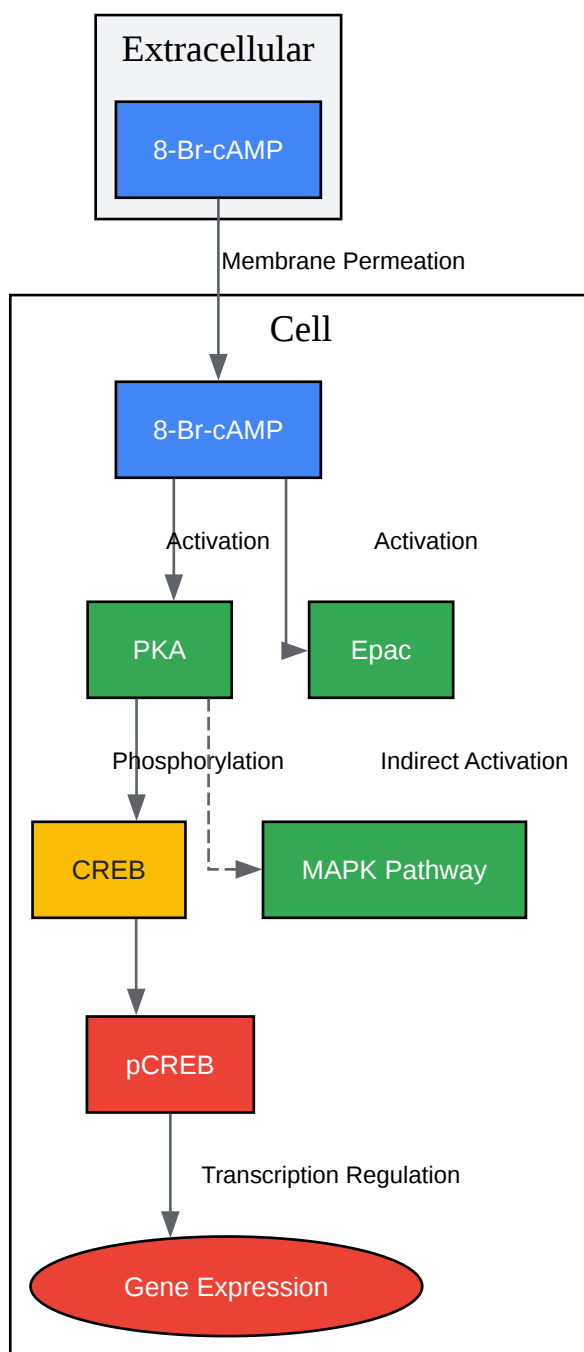 Extracellular
8-Br-cAMP
Membrane Permeation
Cell
8-Br-cAMP
Activation
Activation
PKA
Epac
Phosphorylation
Indirect Activation
CREB
MAPK Pathway
pCREB
Transcription Regulation
Gene Expression